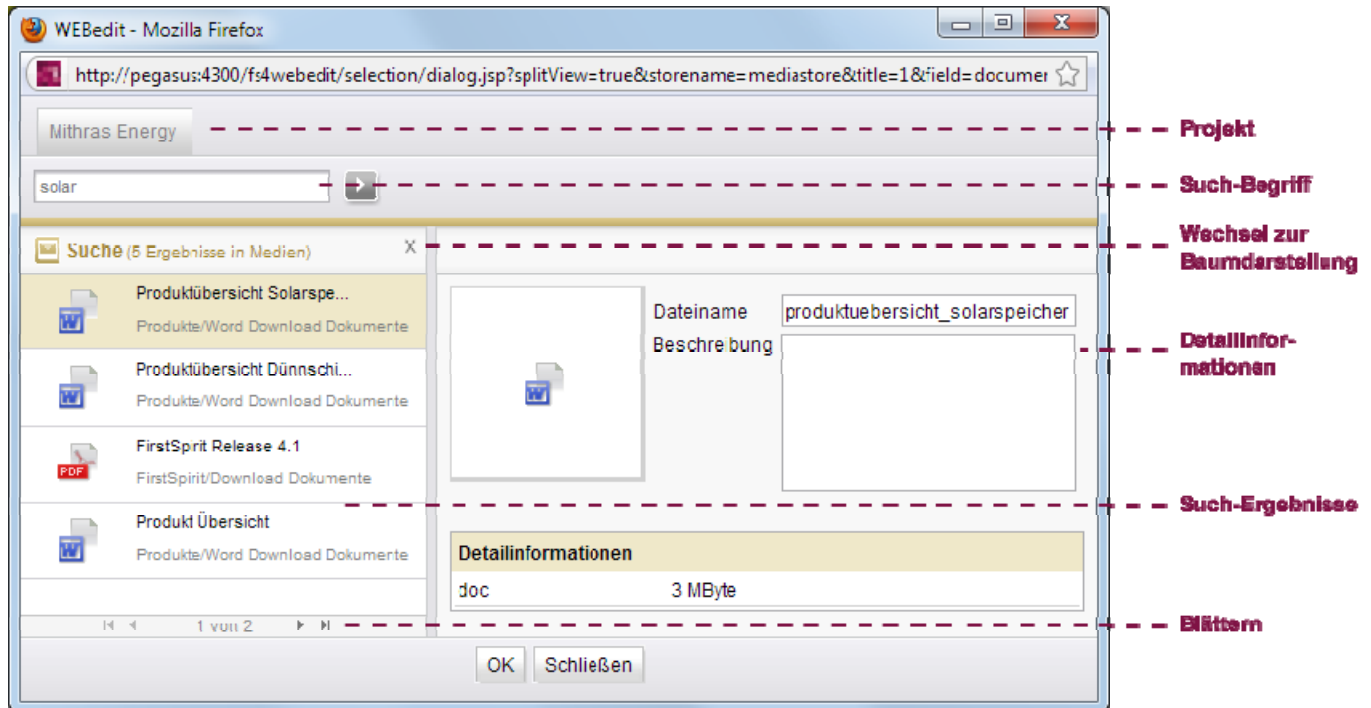 WEBedit - Mozilla Firefox
http://pegasus:4300/fs4webedit/selection/dialog.jsp?splitView=true&storename=mediastore&title=1&field=documer
Mithras Energy
Projekt
solar
Such-Begriff
Suche (5 Ergebnisse in Medien)
X
Wechsel zur
Baumdarstellung
Produktübersicht Solarspe...
Produkte/Word Download Dokumente
Produktübersicht Dünnschi...
Produkte/Word Download Dokumente
FirstSpirit Release 4.1
FirstSpirit/Download Dokumente
PDF
Produkt Übersicht
Produkte/Word Download Dokumente
1 von 2
Dateiname
produktuebersicht_solarspeicher
Beschreibung
Detailinfor-
mationen
Such-Ergebnisse
Detailinformationen
doc 3 MByte
Blättern
OK Schließen